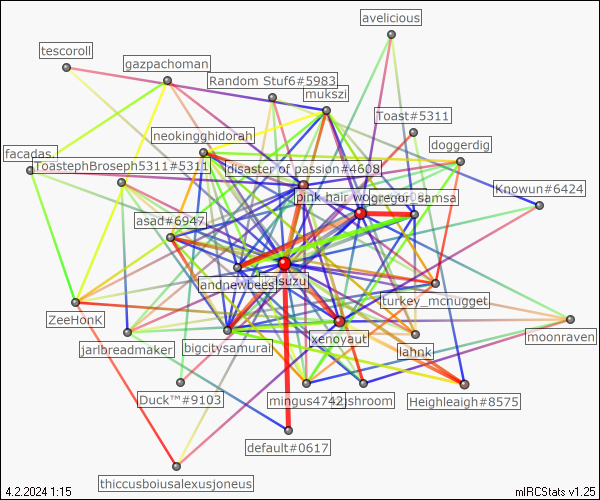 avelicious
tescoroll
gazpachoman
Random Stuf6#5983
mukszi
Toast#5311
neokingghidorah
doggerdig
facadas.
ToastephBroseph5311#5311
disaster of passion#4608
Knowun#6424
pink hair wo
gregor_samsa
asad#6947
andnewbees
suzu
turkey_mcnugget
ZeeHonK
jarlbreadmaker
bigcitysamurai
xenoyaut
lahnk
moonraven
Duck™#9103
mingus4742
shroom
Heighleaigh#8575
default#0617
thiccusboiusalexusjoneus
4.2.2024 1:15
mIRCStats v1.25